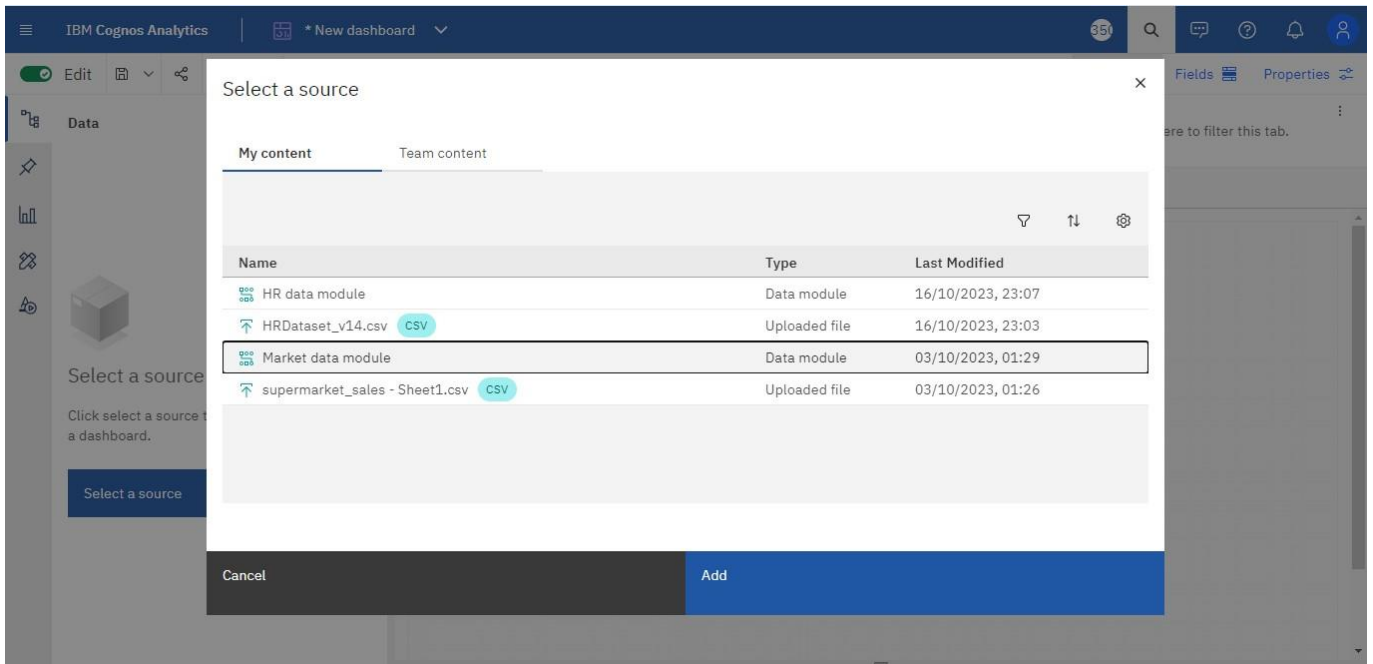 IBM Cognos Analytics
* New dashboard
Edit
Fields
Properties
Select a source
Data
ere to filter this tab.
My content
Team content
Name Type Last Modified
HR data module Data module 16/10/2023, 23:07
HRDataset_v14.csv CSV Uploaded file 16/10/2023, 23:03
Market data module Data module 03/10/2023, 01:29
supermarket_sales - Sheet1.csv CSV Uploaded file 03/10/2023, 01:26
Select a source
Click select a source t
a dashboard.
Select a source
Cancel
Add